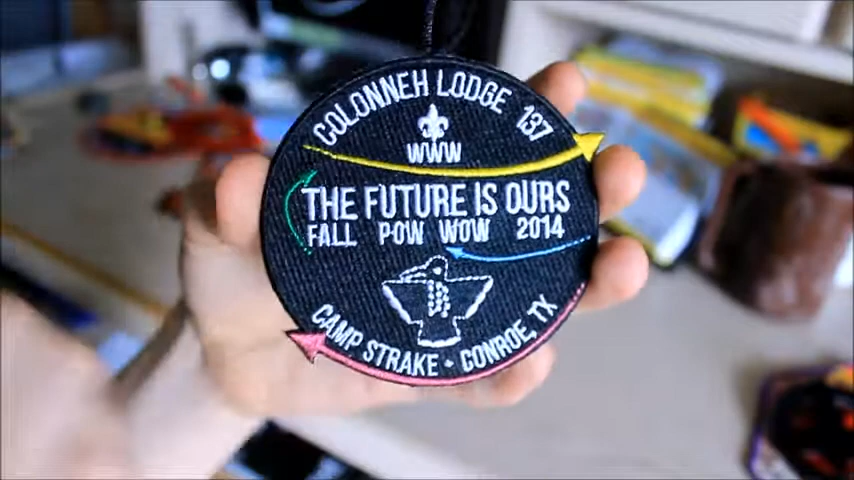 COLONNEH LODGE 137
WWW
THE FUTURE IS OURS
FALL POW WOW 2014
CAMP STRAKE • CONROE, TX